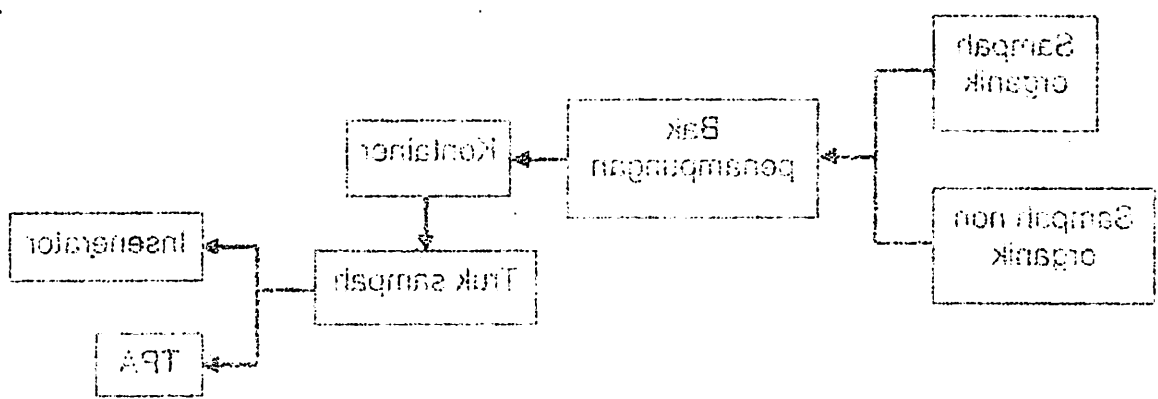 Sampah
organik
Sampah non
organik
Bak
penampungan
Kontainer
Truk sampah
Insenerator
TPA